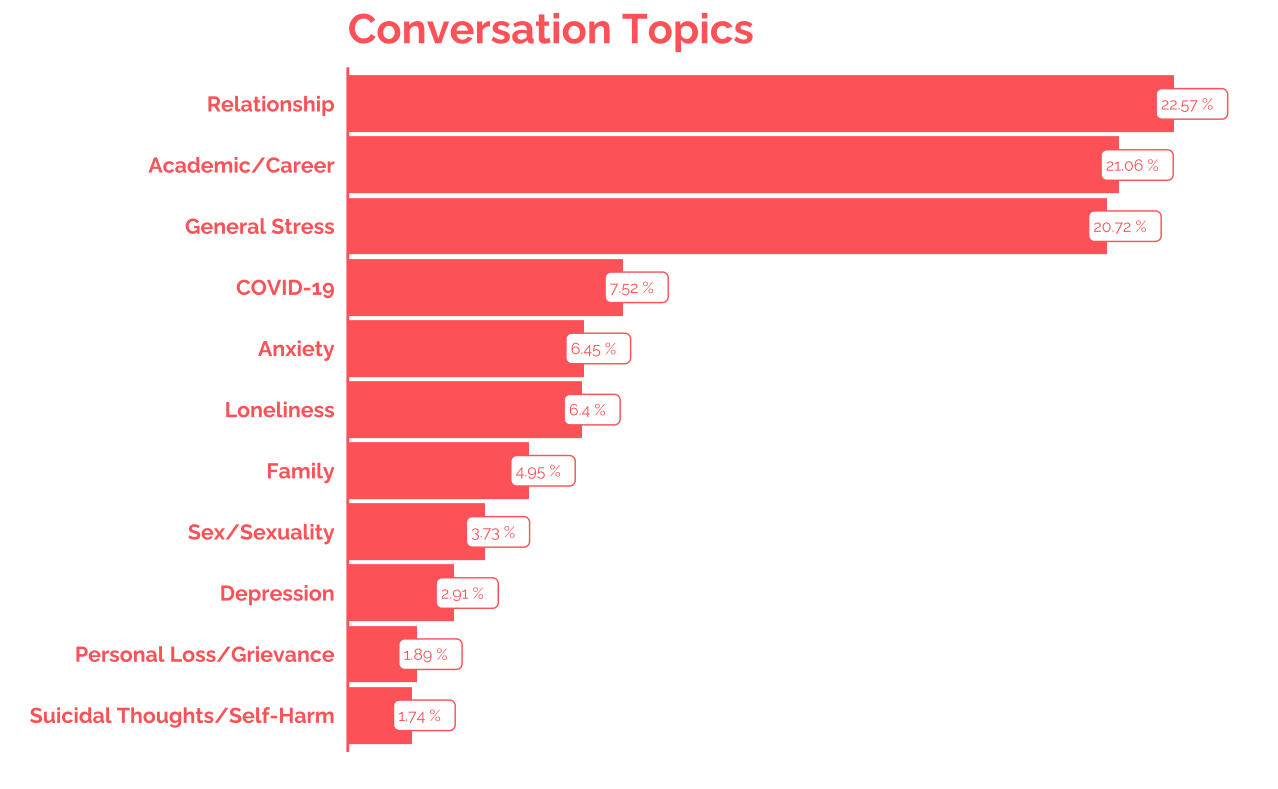 Conversation Topics
Relationship 22.57 %
Academic/Career 21.06 %
General Stress 20.72 %
COVID-19 7.52 %
Anxiety 6.45 %
Loneliness 6.4 %
Family 4.95 %
Sex/Sexuality 3.73 %
Depression 2.91 %
Personal Loss/Grievance 1.89 %
Suicidal Thoughts/Self-Harm 1.74 %